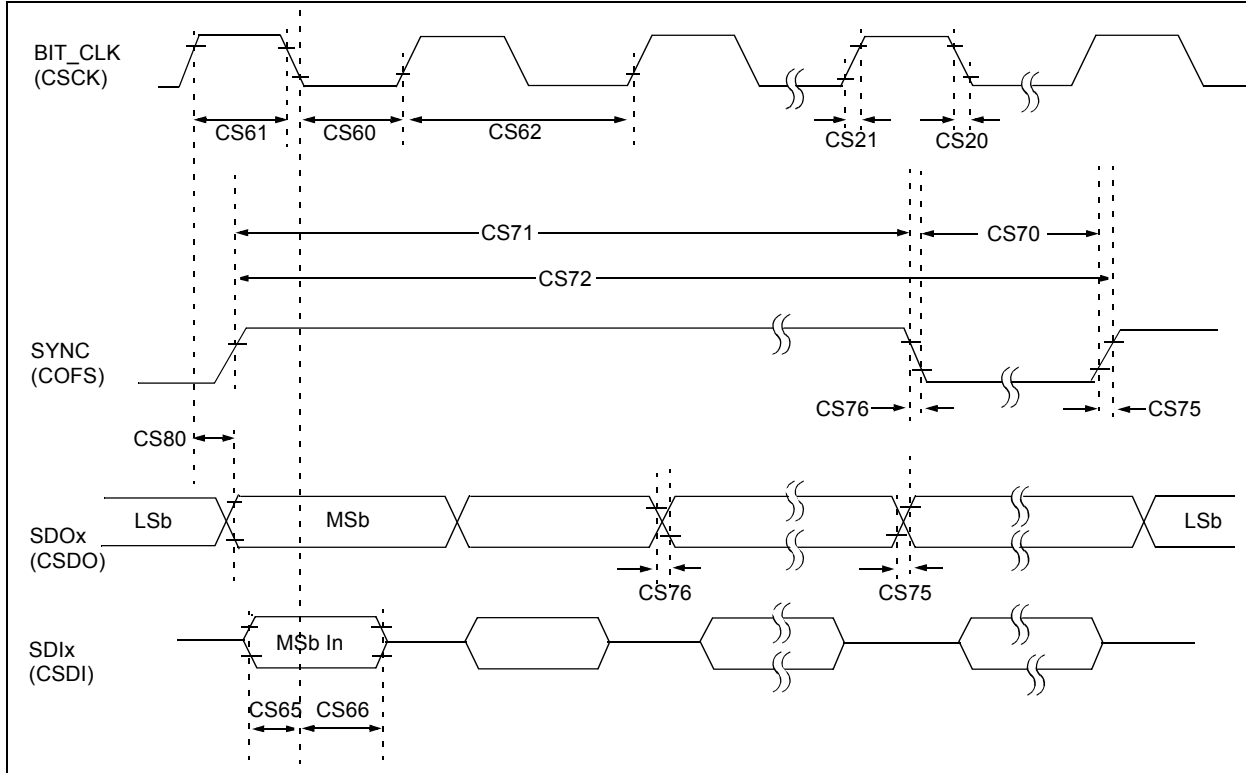 BIT_CLK
(CSCK)
CS61
CS60
CS62
CS21
CS20
CS71
CS70
CS72
SYNC
(COFS)
CS76
CS75
CS80
SDOx
(CSDO)
LSb
MSb
LSb
CS76
CS75
SDIx
(CSDI)
MSb In
CS65
CS66